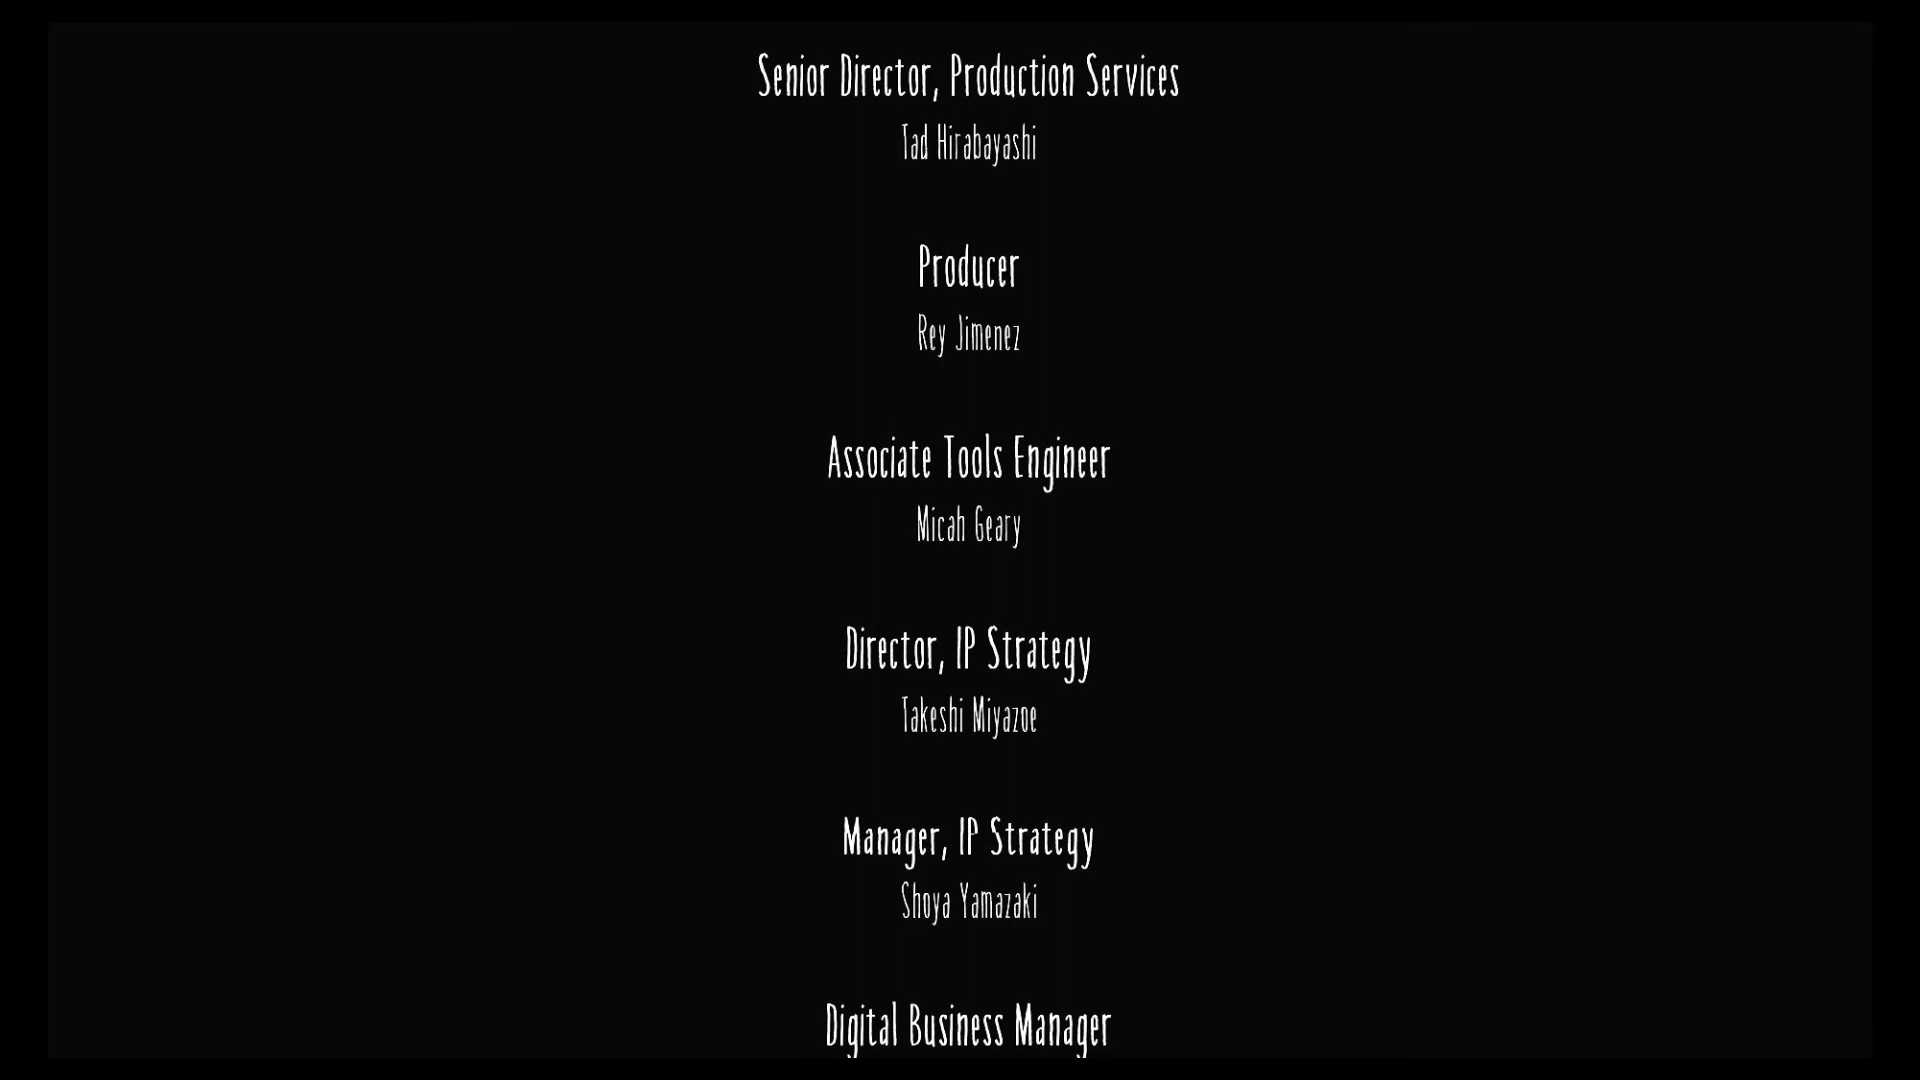 Senior Director, Production Services
Tad Hirabayashi
Producer
Rey Jimenez
Associate Tools Engineer
Micah Geary
Director, IP Strategy
Takeshi Miyazoe
Manager, IP Strategy
Shoya Yamazaki
Digital Business Manager